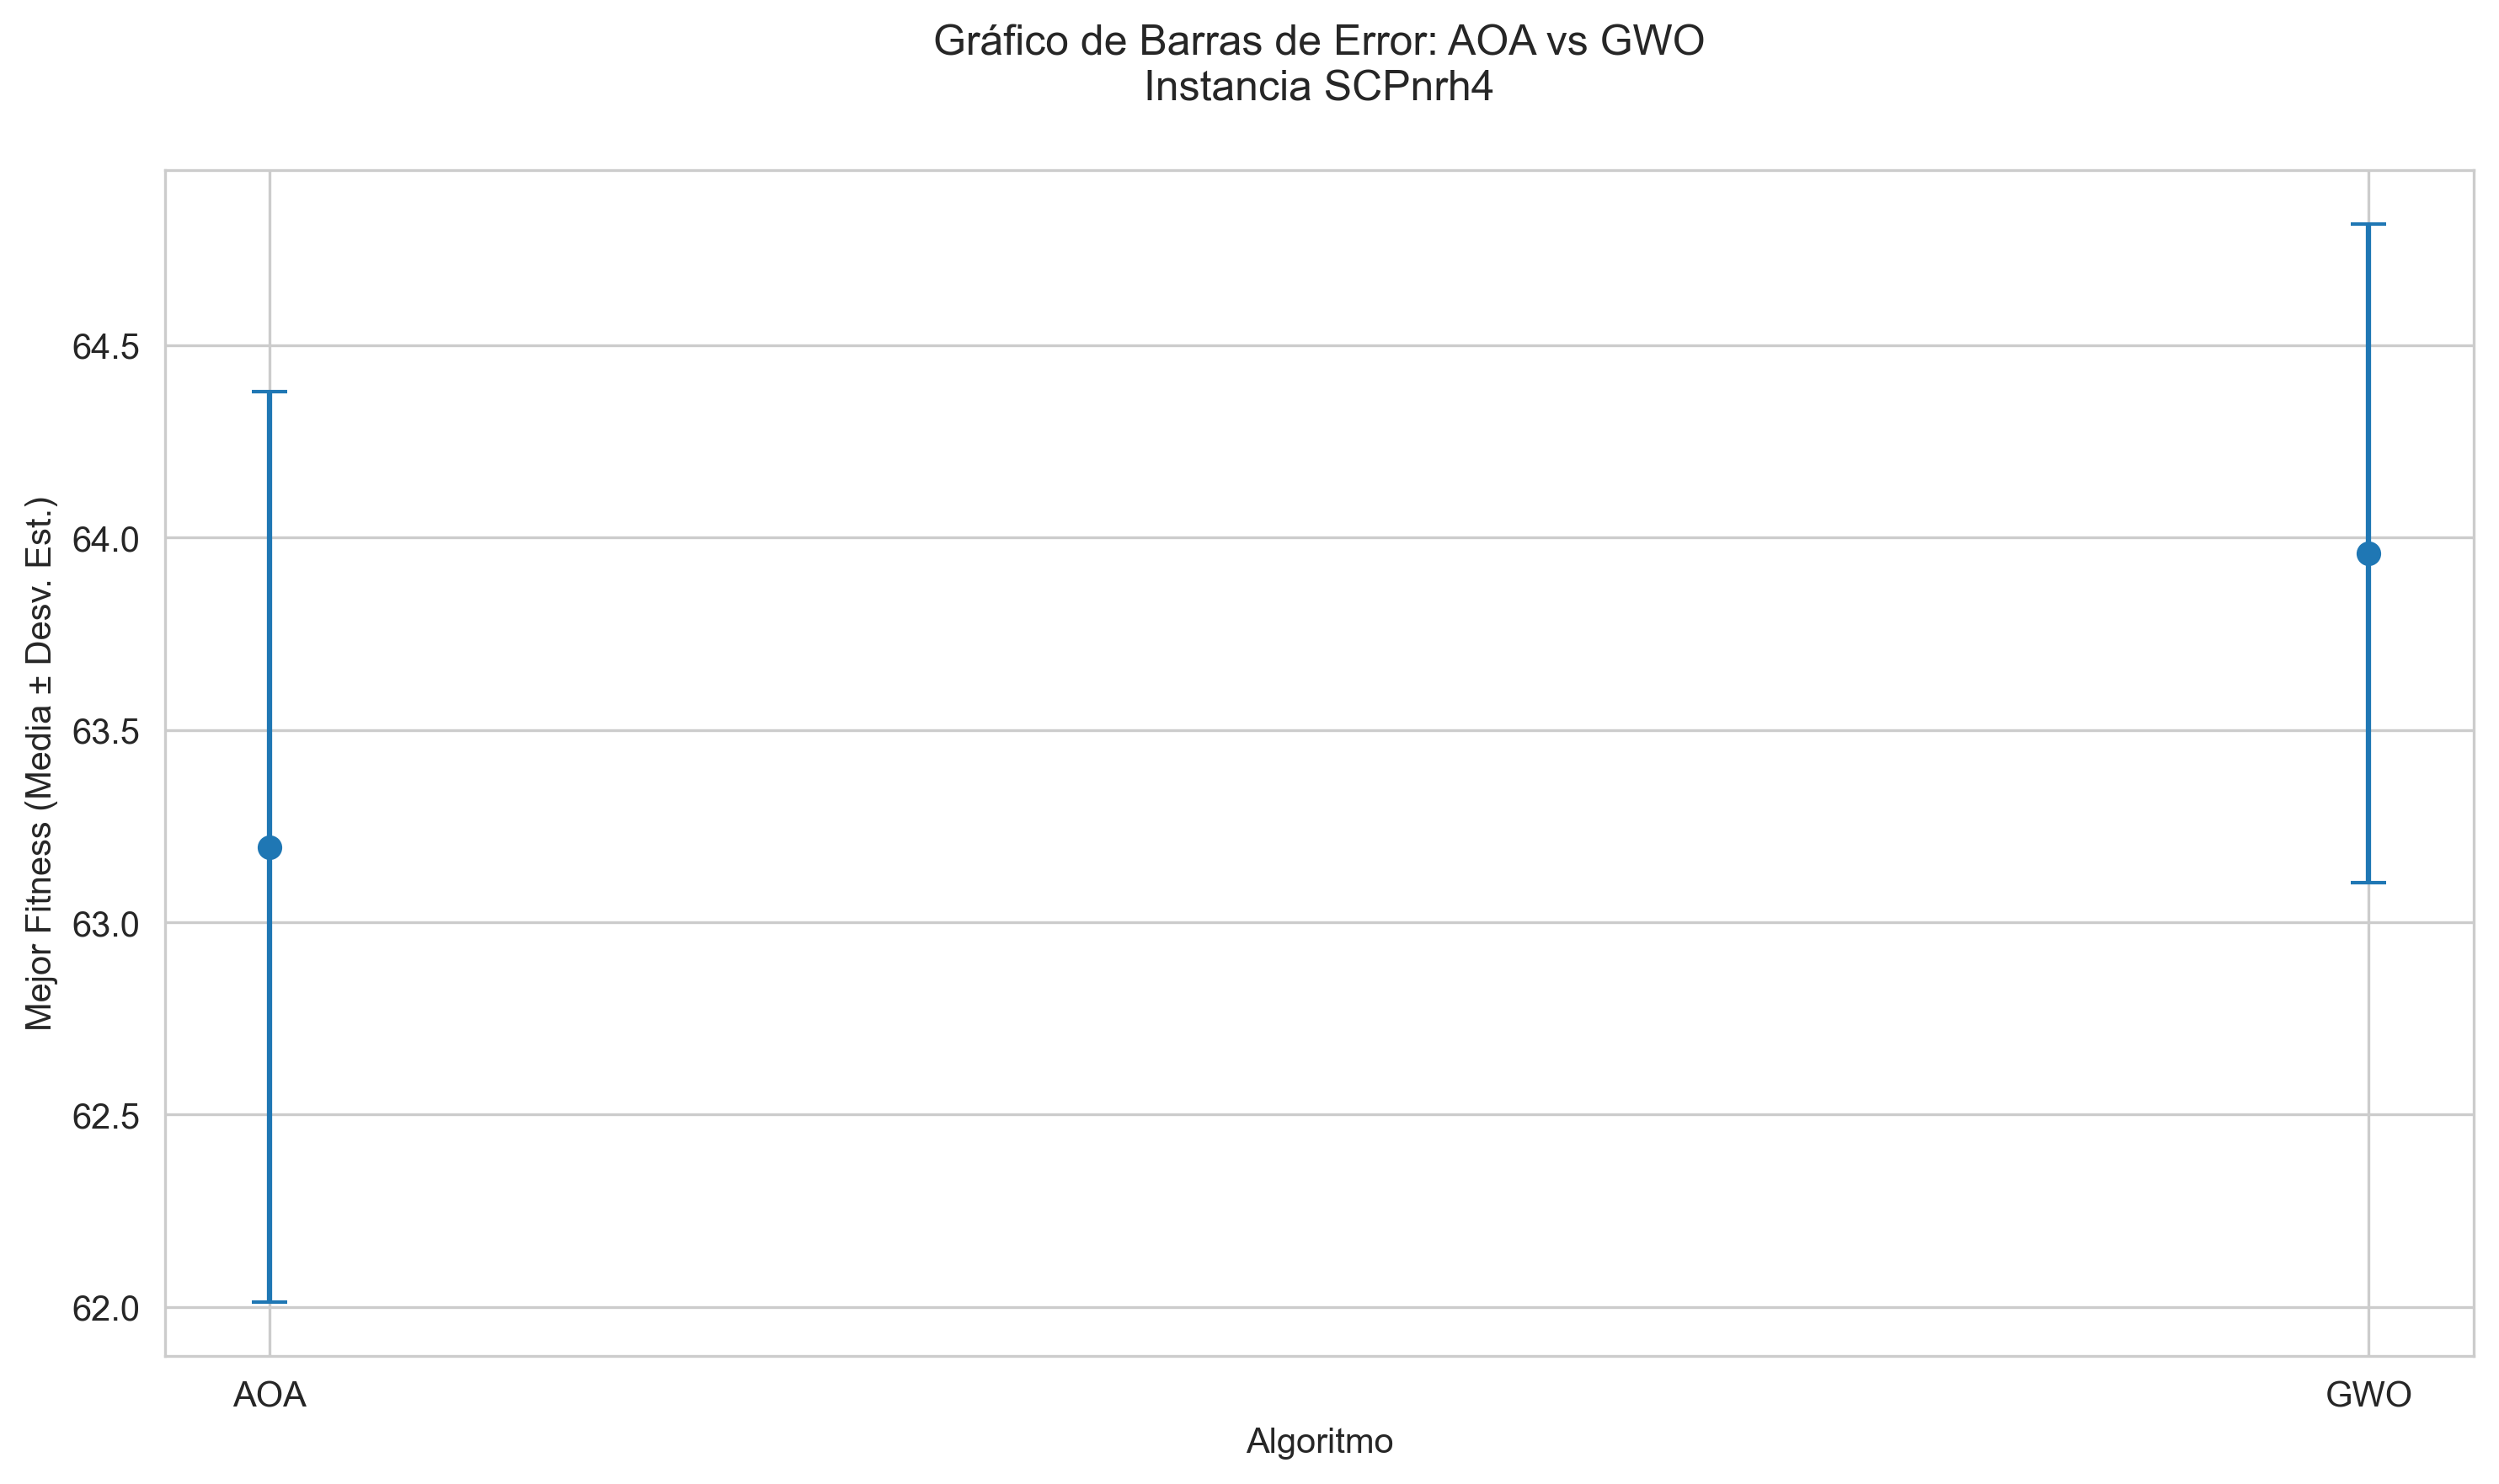 Gráfico de Barras de Error: AOA vs GWO
Instancia SCPnrh4
Mejor Fitness (Media ± Desv. Est.)
64.5
64.0
63.5
63.0
62.5
62.0
AOA
GWO
Algoritmo